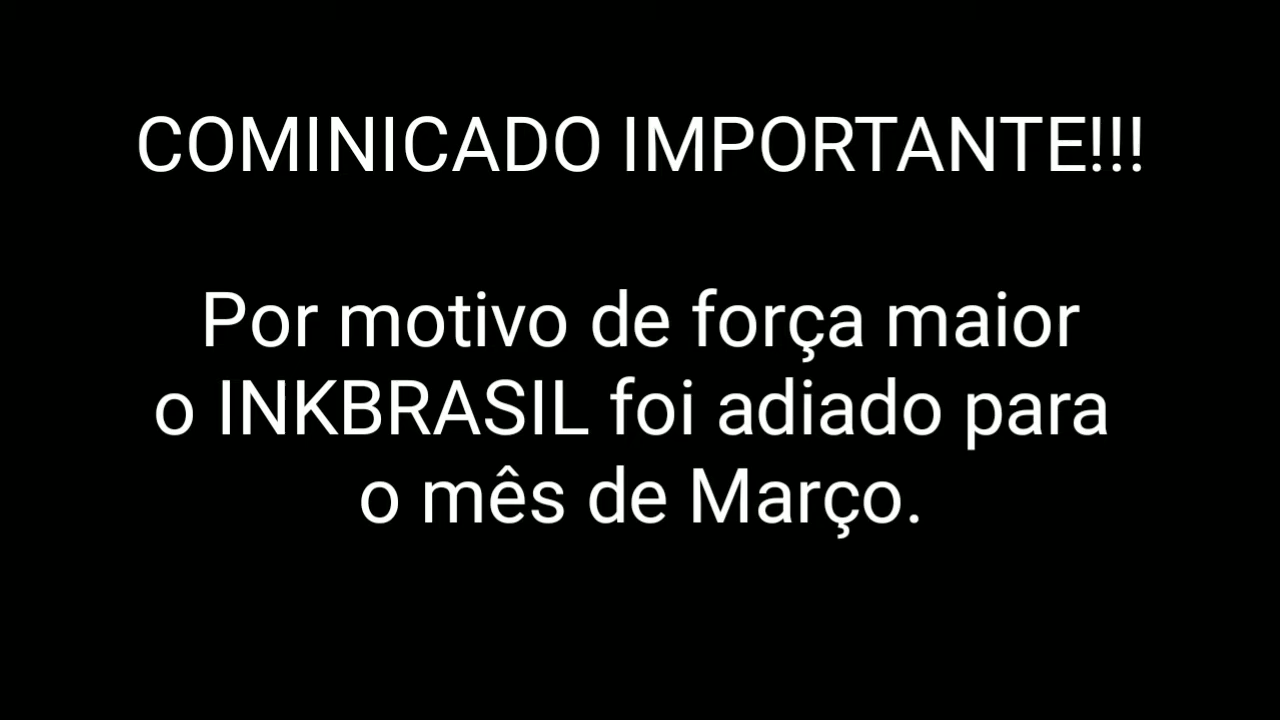 COMINICADO IMPORTANTE!!!
Por motivo de força maior
o INKBRASIL foi adiado para
o mês de Março.